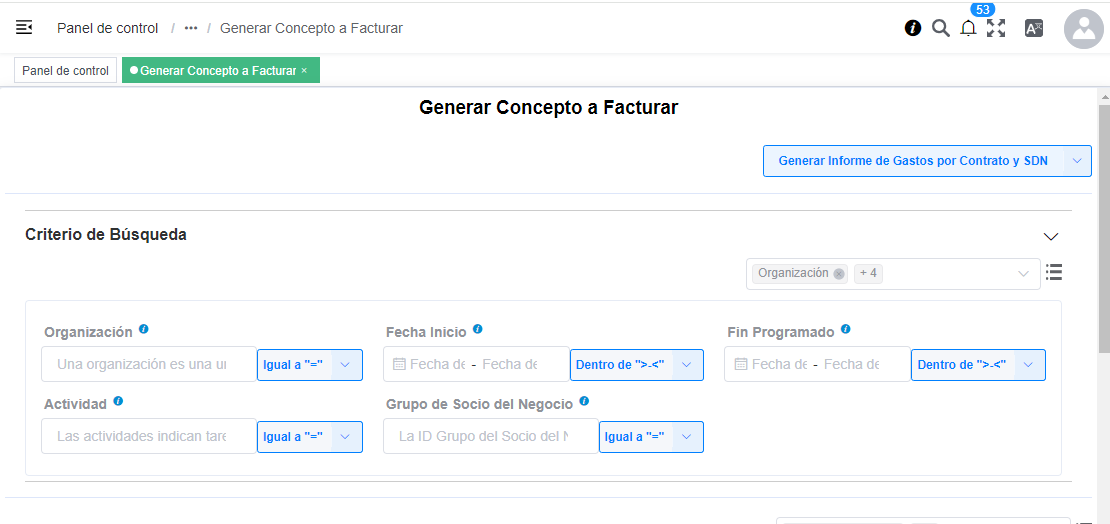 Panel de control / ••• / Generar Concepto a Facturar
53
Panel de control
Generar Concepto a Facturar ×
Generar Concepto a Facturar
Generar Informe de Gastos por Contrato y SDN
Criterio de Búsqueda
Organización + 4
Organización Fecha Inicio Fin Programado
Una organización es una un Igual a "=" Fecha de - Fecha de Dentro de ">-<" Fecha de - Fecha de Dentro de ">-<"
Actividad Grupo de Socio del Negocio
Las actividades indican tare Igual a "=" La ID Grupo del Socio del N Igual a "="